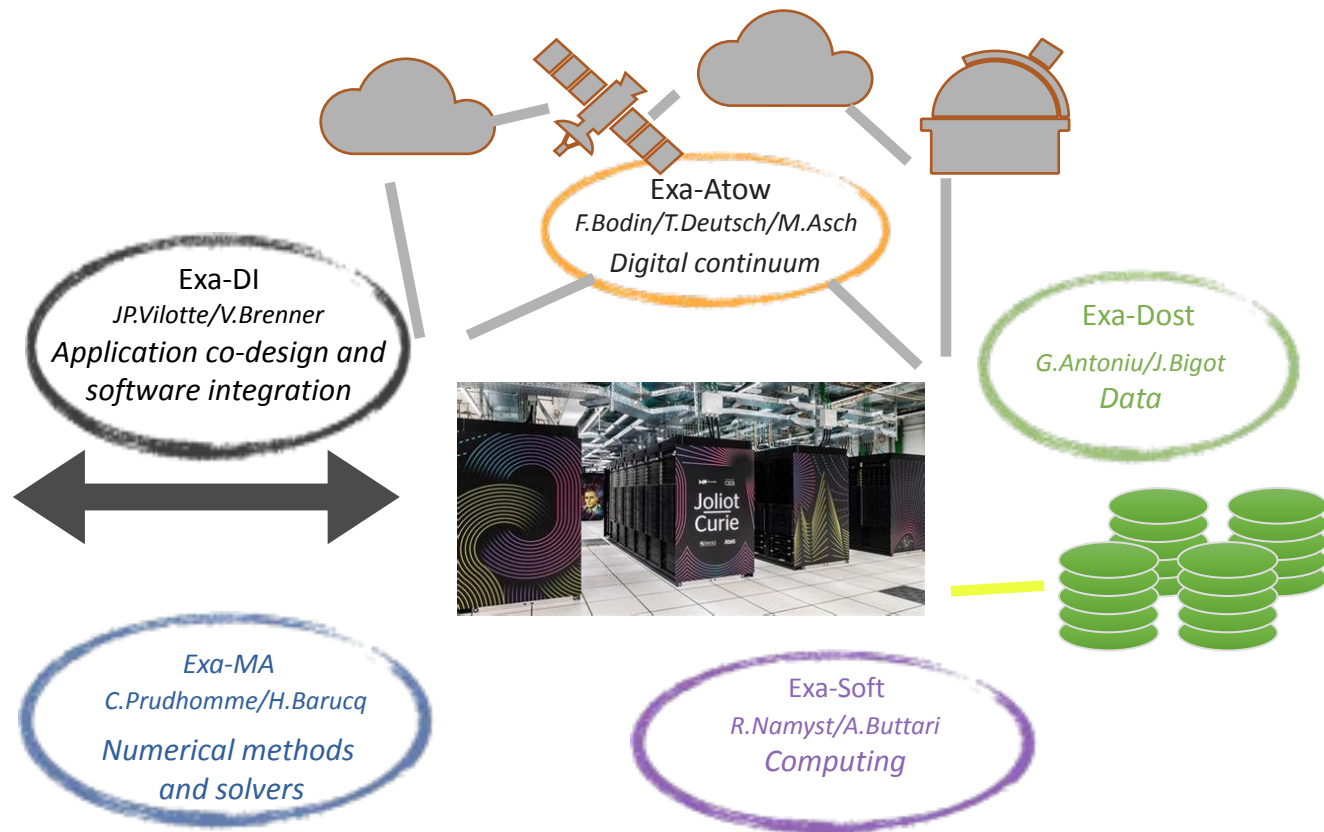 Exa-Atow
F.Bodin/T.Deutsch/M.Asch
Digital continuum
Exa-DI
JP.Vilotte/V.Brenner
Application co-design and
software integration
Exa-Dost
G.Antoniu/J.Bigot
Data
Joliot
Curie
Exa-MA
C.Prudhomme/H.Barucq
Numerical methods
and solvers
Exa-Soft
R.Namyst/A.Buttari
Computing